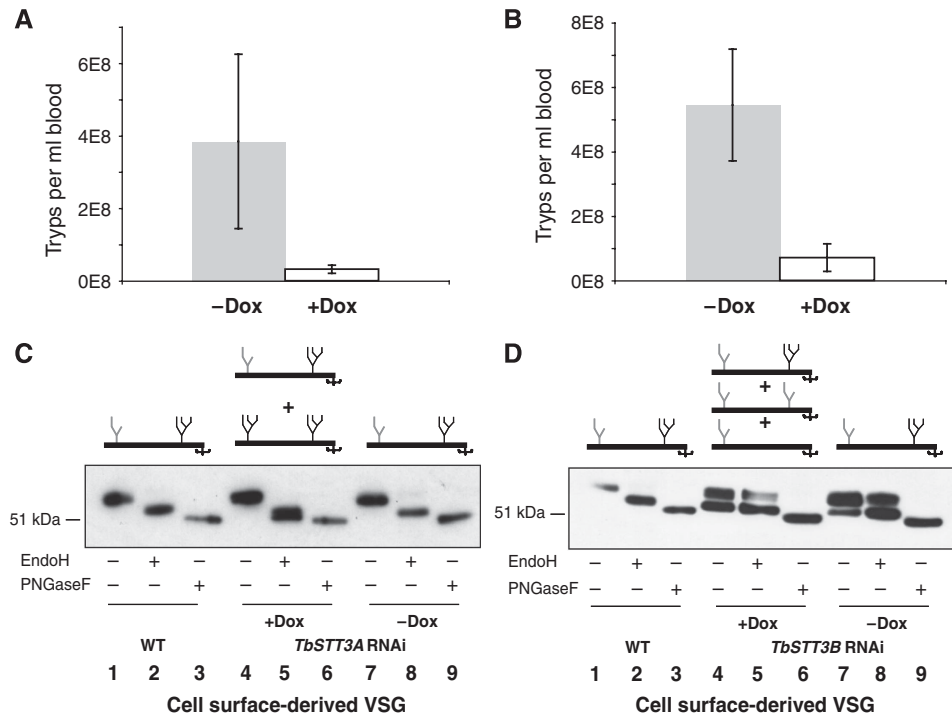 A
Tryps per ml blood
6E8
4E8
2E8
0E8
–Dox +Dox
B
Tryps per ml blood
8E8
6E8
4E8
2E8
0E8
–Dox +Dox
C
+
51 kDa
EndoH – + – – + – – + –
PNGaseF – – + – – + – – +
+Dox –Dox
WT TbSTT3A RNAi
1 2 3 4 5 6 7 8 9
Cell surface-derived VSG
D
+
+
51 kDa
EndoH – + – – + – – + –
PNGaseF – – + – – + – – +
+Dox –Dox
WT TbSTT3B RNAi
1 2 3 4 5 6 7 8 9
Cell surface-derived VSG